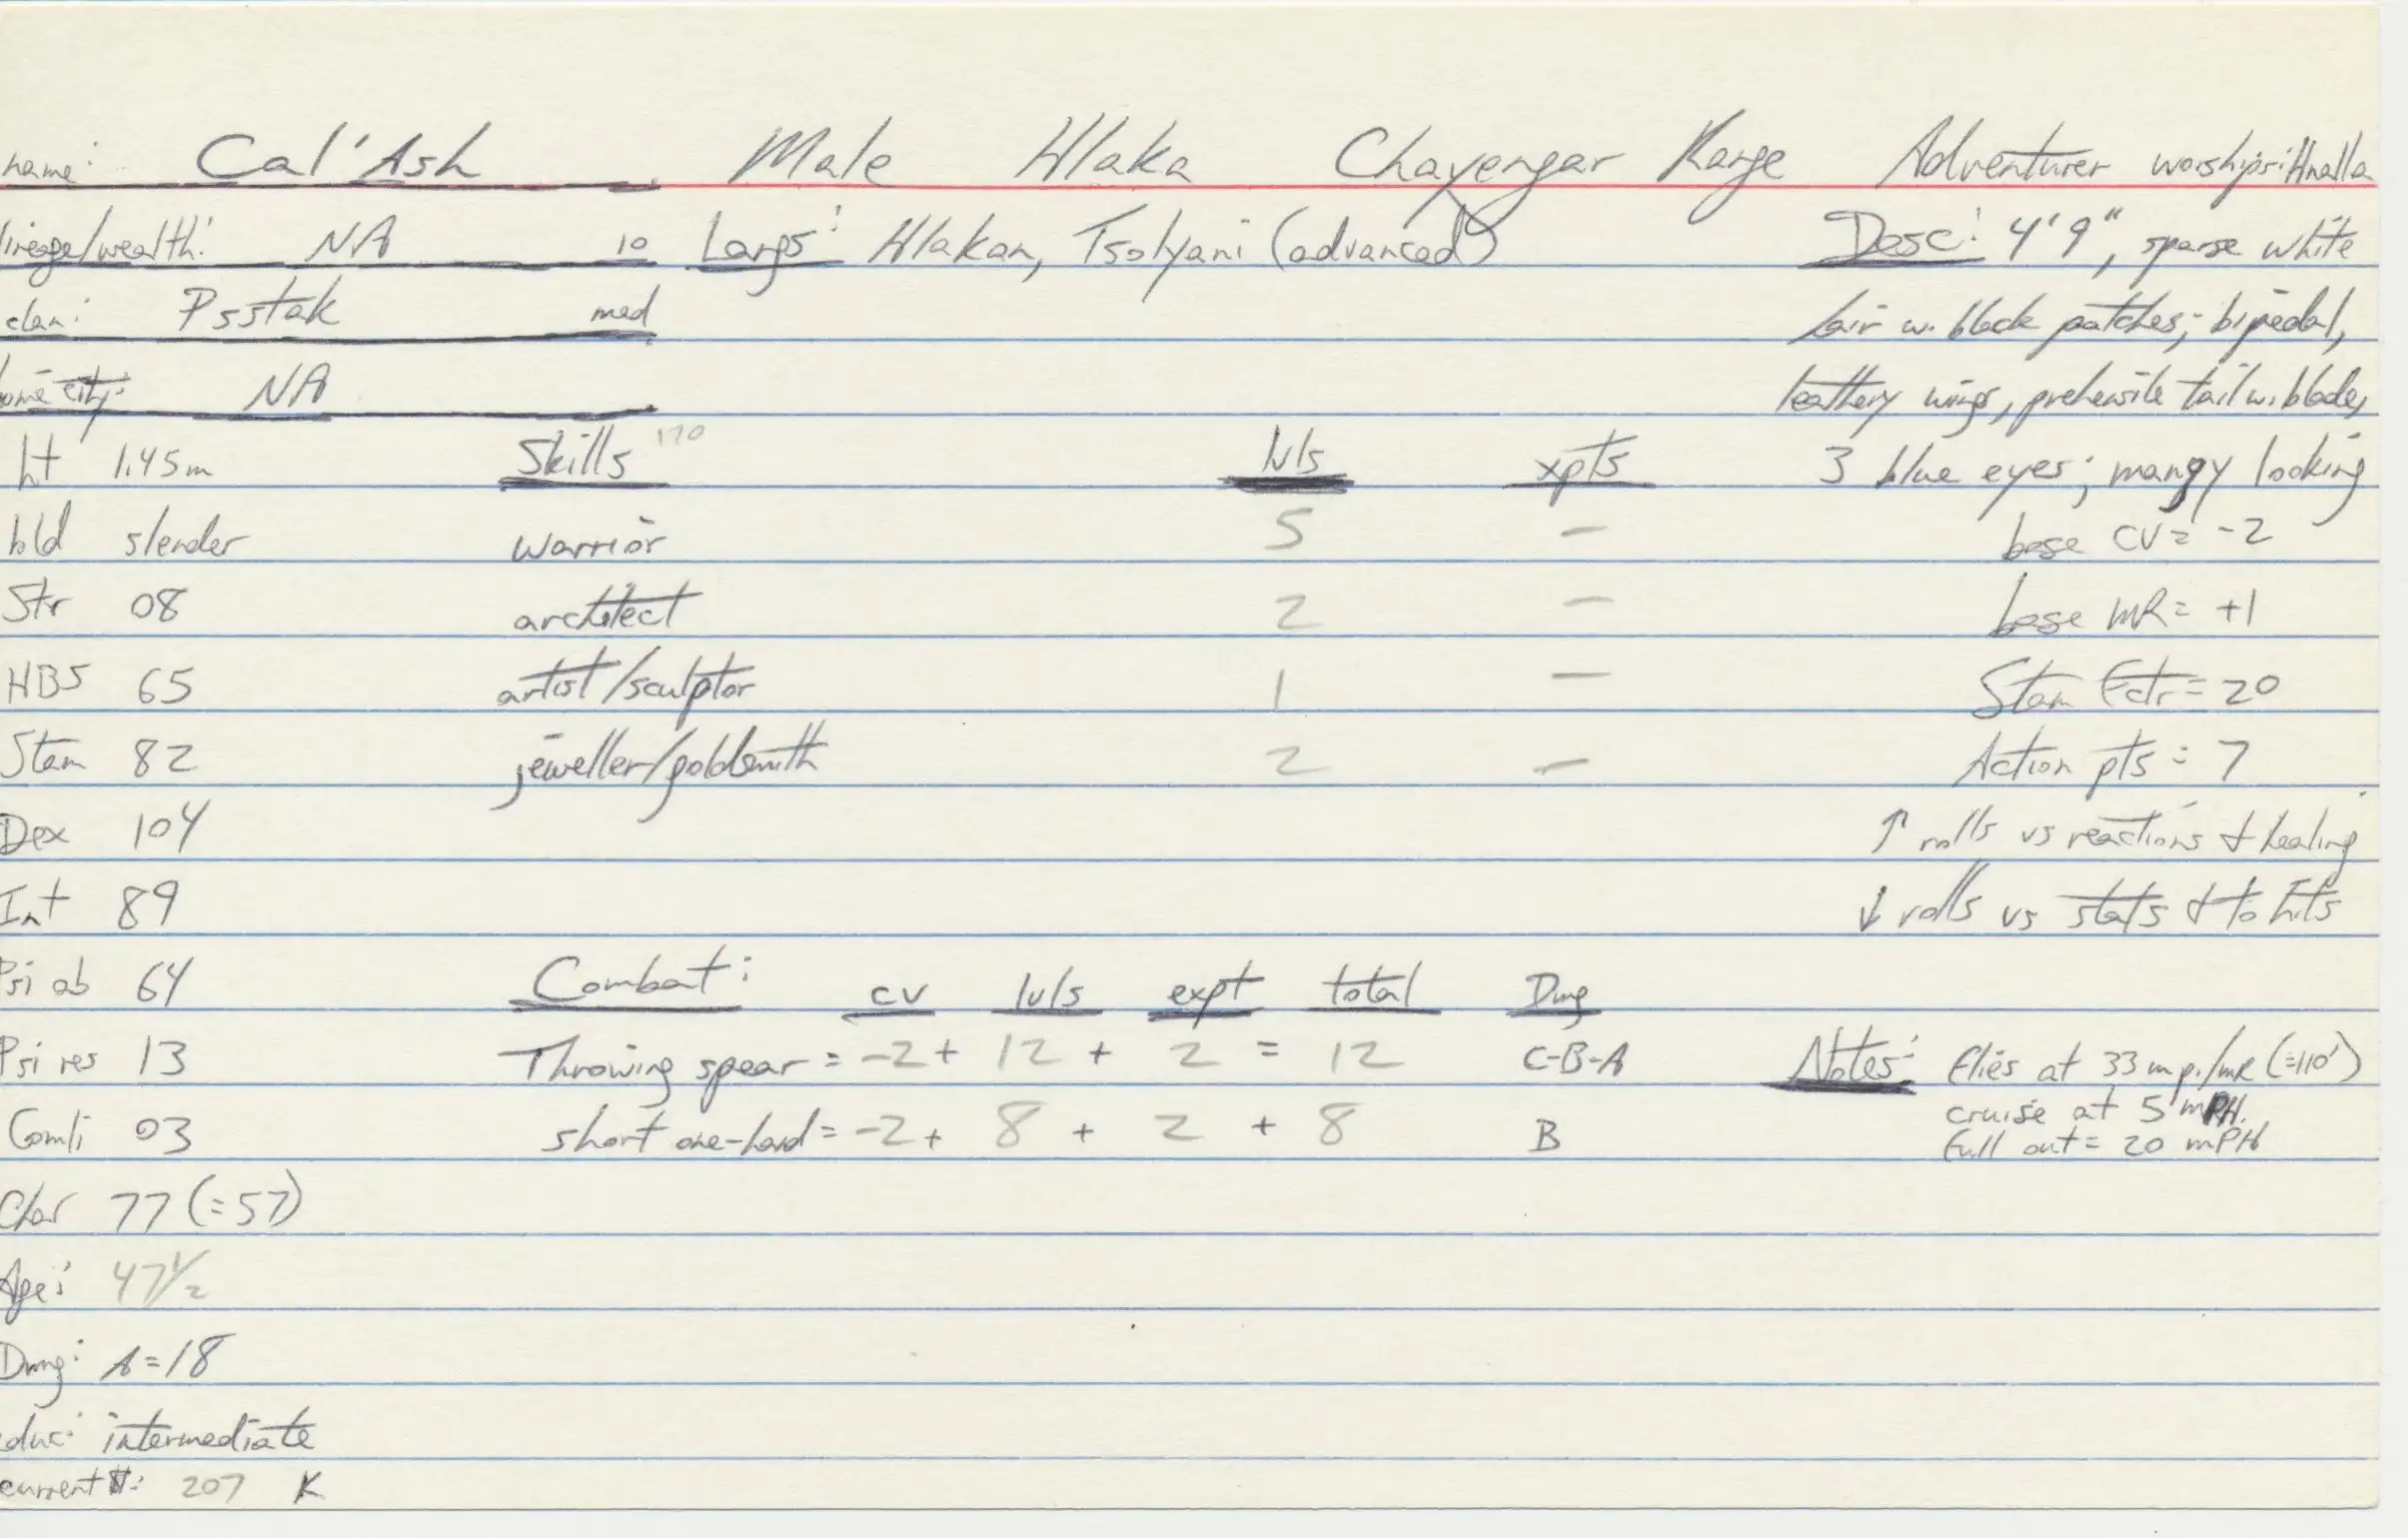 name: Cal'Ash Male Hlaka Chayengar Range Adventurer worships: Hnalla
lineage/wealth: NA 10 Langs: Hlakan, Tsolyani (advanced) Desc: 4'9", sparse white
clan: Psstak med hair w. black patches; bipedal,
home city: NA leathery wings, prehensile tail w. blade,
ht 1.45m Skills 170 lvls xpts 3 blue eyes; mangy looking
bld slender warrior 5 – base CV = -2
Str 08 architect 2 – base MR = +1
HBS 65 artist/sculptor 1 – Stam Fctr = 20
Stam 82 jeweller/goldsmith 2 – Action pts = 7
Dex 104 ↑ rolls vs reactions + healing
Int 89 ↓ rolls vs stats + to hits
Psi ab 64 Combat: cv lvls expt total Dmg
Psi res 13 Throwing spear = -2 + 12 + 2 = 12 C-B-A Notes: Flies at 33 m p./MR (=110')
cruise at 5 MPH.
Comli 03 short one-hand = -2 + 8 + 2 + 8 B Full out = 20 MPH
Char 77 (=57)
Age: 47 1/2
Dmg: A=18
educ: intermediate
current $: 207 K